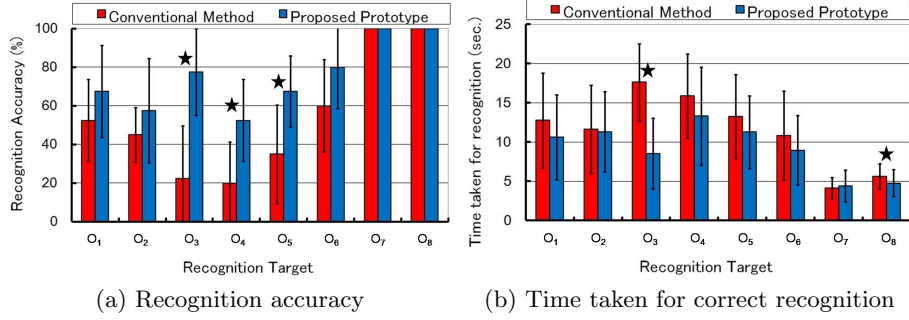 Conventional Method Proposed Prototype
Recognition Accuracy (%)
100
80
60
40
20
0
O1 O2 O3 O4 O5 O6 O7 O8
Recognition Target
(a) Recognition accuracy
Conventional Method Proposed Prototype
Time taken for recognition (sec.)
25
20
15
10
5
0
O1 O2 O3 O4 O5 O6 O7 O8
Recognition Target
(b) Time taken for correct recognition